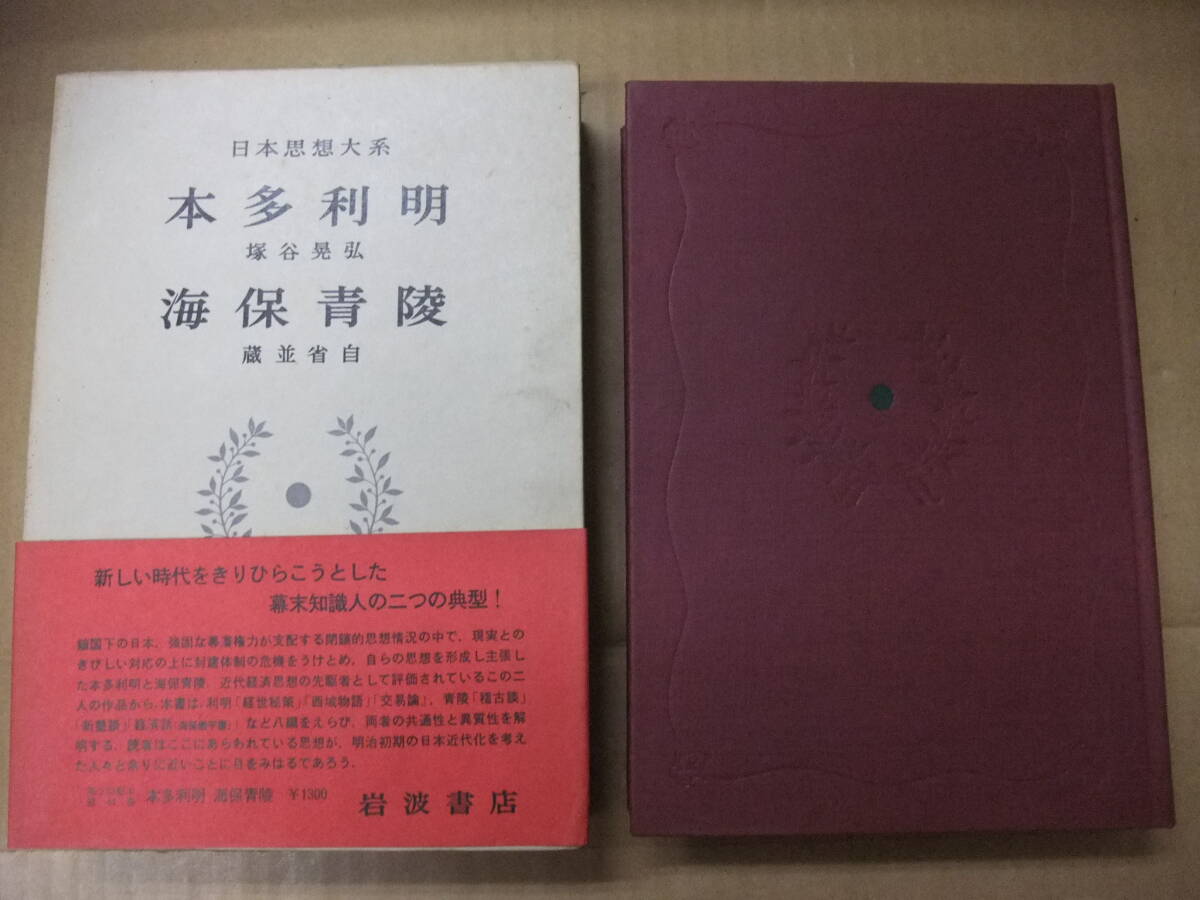 日本思想大系
本多利明
塚谷晃弘
海保青陵
蔵並省自
新しい時代をきりひらこうとした
幕末知識人の二つの典型！
鎖国下の日本，強固な幕藩権力が支配する閉鎖的思想情況の中で，現実との
きびしい対応の上に封建体制の危機をうけとめ，自らの思想を形成し主張し
た本多利明と海保青陵．近代経済思想の先駆者として評価されているこの二
人の作品から，本書は，利明「経世秘策」「西域物語」「交易論」，青陵「稽古談」
「新墾談」「経済話」など八篇をえらび，両者の共通性と異質性を解
明する．読者はここにあらわれている思想が，明治初期の日本近代化を考え
た人々と余りに近いことに目をみはるであろう．
本多利明 海保青陵 ¥1300
岩波書店